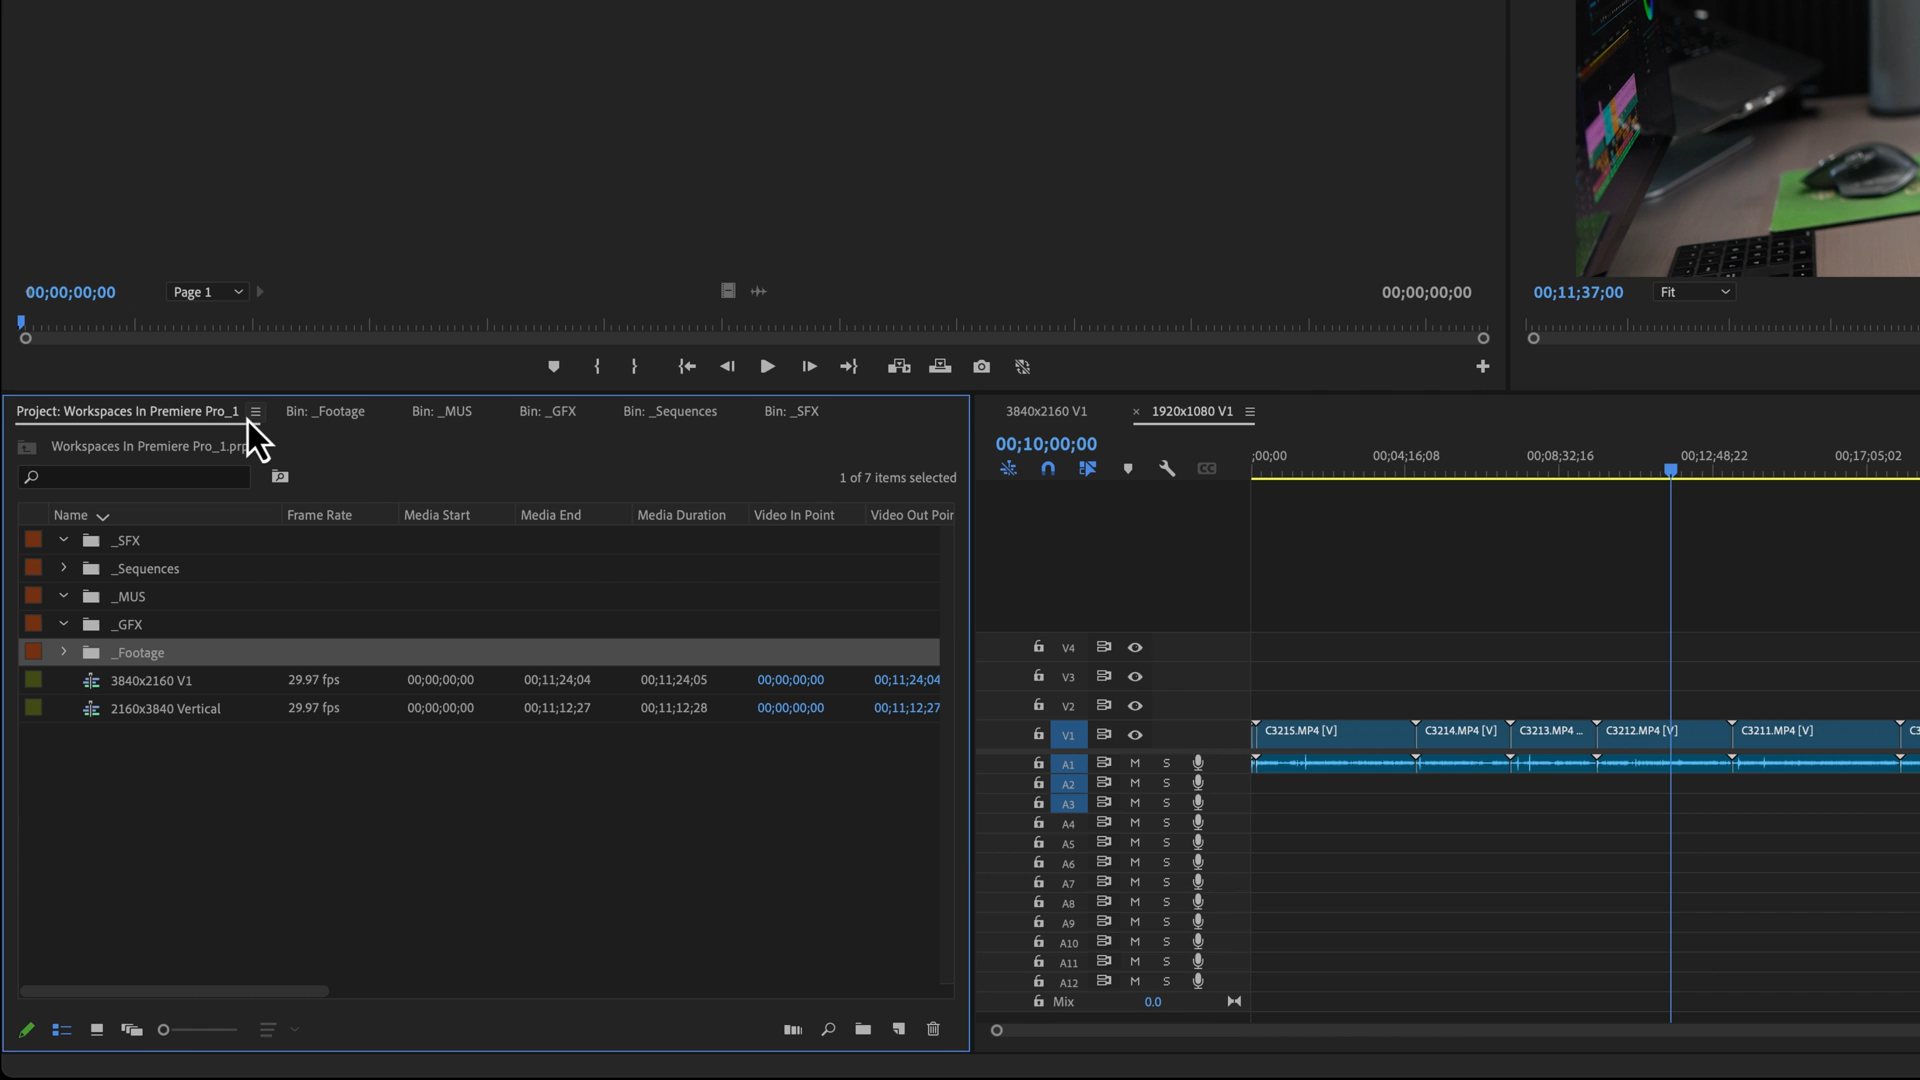 00;00;00;00 Page 1 00;00;00;00 00;11;37;00 Fit
Project: Workspaces In Premiere Pro_1 Bin: _Footage Bin: _MUS Bin: _GFX Bin: _Sequences Bin: _SFX
Workspaces In Premiere Pro_1.prp
1 of 7 items selected
Name Frame Rate Media Start Media End Media Duration Video In Point Video Out Poin
_SFX
_Sequences
_MUS
_GFX
_Footage
3840x2160 V1 29.97 fps 00;00;00;00 00;11;24;04 00;11;24;05 00;00;00;00 00;11;24;04
2160x3840 Vertical 29.97 fps 00;00;00;00 00;11;12;27 00;11;12;28 00;00;00;00 00;11;12;27
3840x2160 V1 × 1920x1080 V1
00;10;00;00
;00;00 00;04;16;08 00;08;32;16 00;12;48;22 00;17;05;02
CC
V4
V3
V2
V1 C3215.MP4 [V] C3214.MP4 [V] C3213.MP4 ... C3212.MP4 [V] C3211.MP4 [V] C3
A1 M S
A2 M S
A3 M S
A4 M S
A5 M S
A6 M S
A7 M S
A8 M S
A9 M S
A10 M S
A11 M S
A12 M S
Mix 0.0